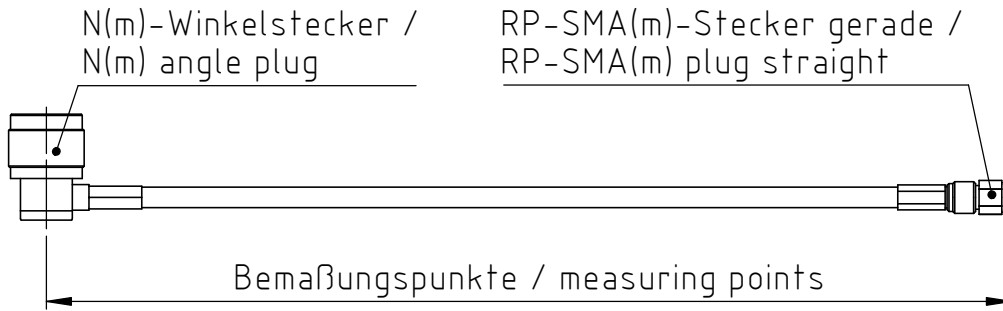 N(m)-Winkelstecker /
N(m) angle plug
RP-SMA(m)-Stecker gerade /
RP-SMA(m) plug straight
Bemaßungspunkte / measuring points